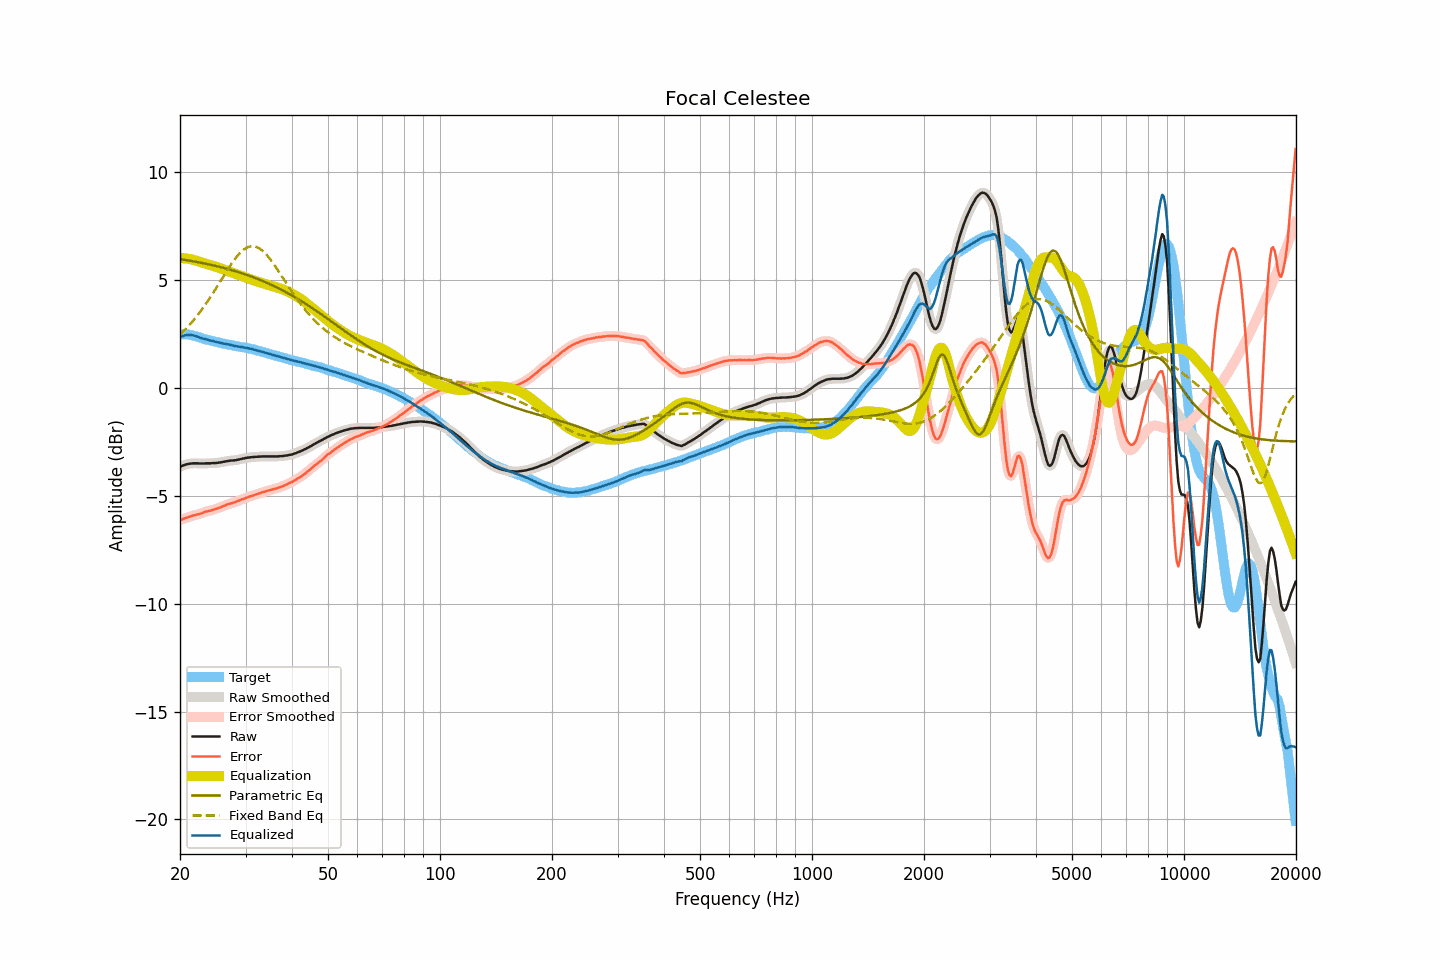 Focal Celestee
10
5
0
−5
−10
−15
−20
Amplitude (dBr)
Target
Raw Smoothed
Error Smoothed
Raw
Error
Equalization
Parametric Eq
Fixed Band Eq
Equalized
20 50 100 200 500 1000 2000 5000 10000 20000
Frequency (Hz)